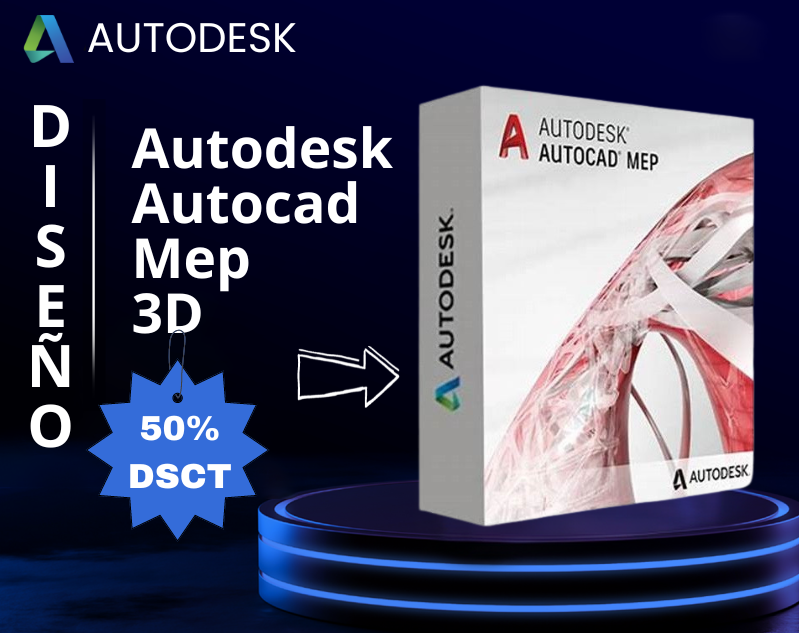 AUTODESK
DISEÑO
Autodesk
Autocad
Mep
3D
50%
DSCT
AUTODESK®
AUTOCAD® MEP
AUTODESK.
AUTODESK.